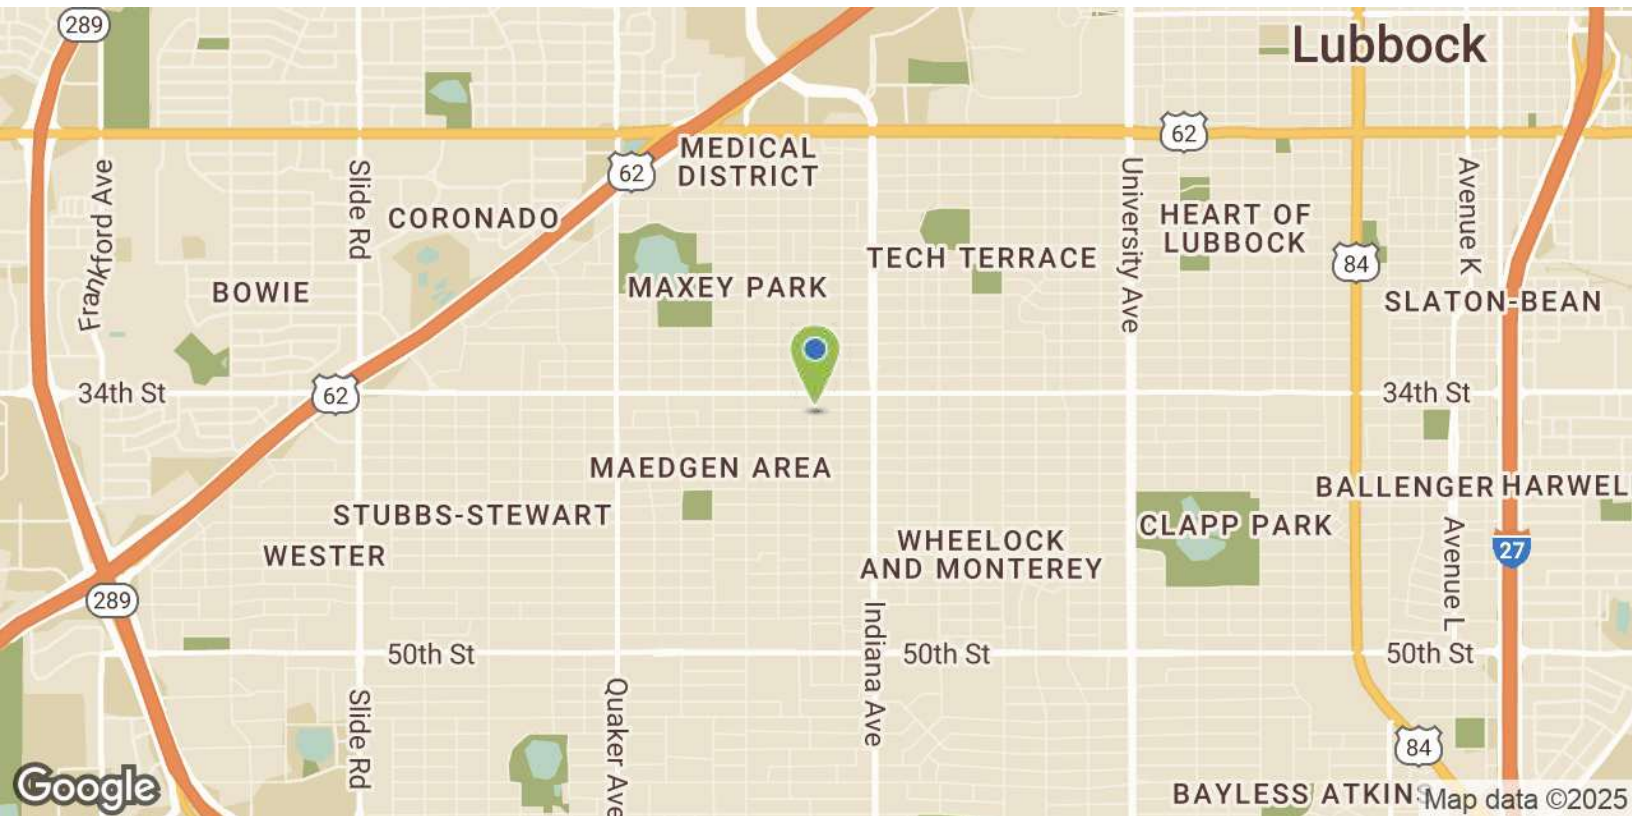 289
Lubbock
62
MEDICAL
DISTRICT
62
Frankford Ave
Slide Rd
CORONADO
University Ave
HEART OF
LUBBOCK
Avenue K
TECH TERRACE
84
BOWIE
MAXEY PARK
SLATON-BEAN
34th St
62
34th St
MAEDGEN AREA
BALLENGER
HARWEL
STUBBS-STEWART
CLAPP PARK
WESTER
WHEELOCK
AND MONTEREY
Avenue L
27
289
Indiana Ave
50th St
50th St
50th St
Slide Rd
Quaker Ave
84
Google
BAYLESS ATKINS
Map data ©2025